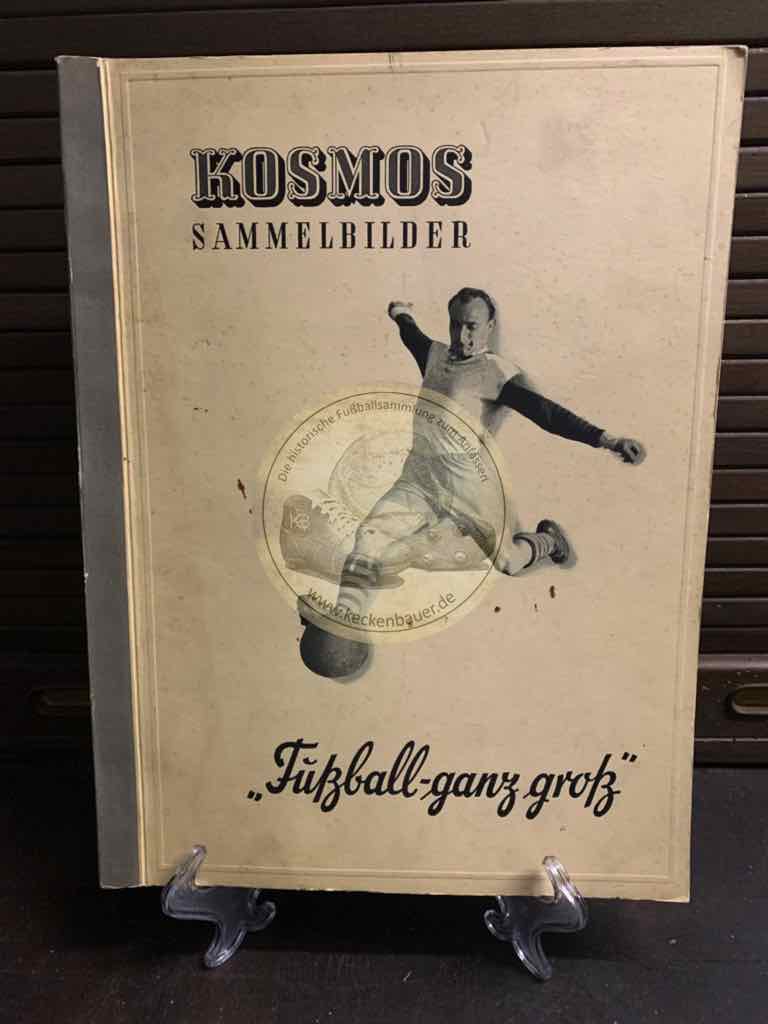 KOSMOS
SAMMELBILDER
Die historische Fußballsammlung zum Anfassen
www.keckenbauer.de
„Fußball-ganz groß"